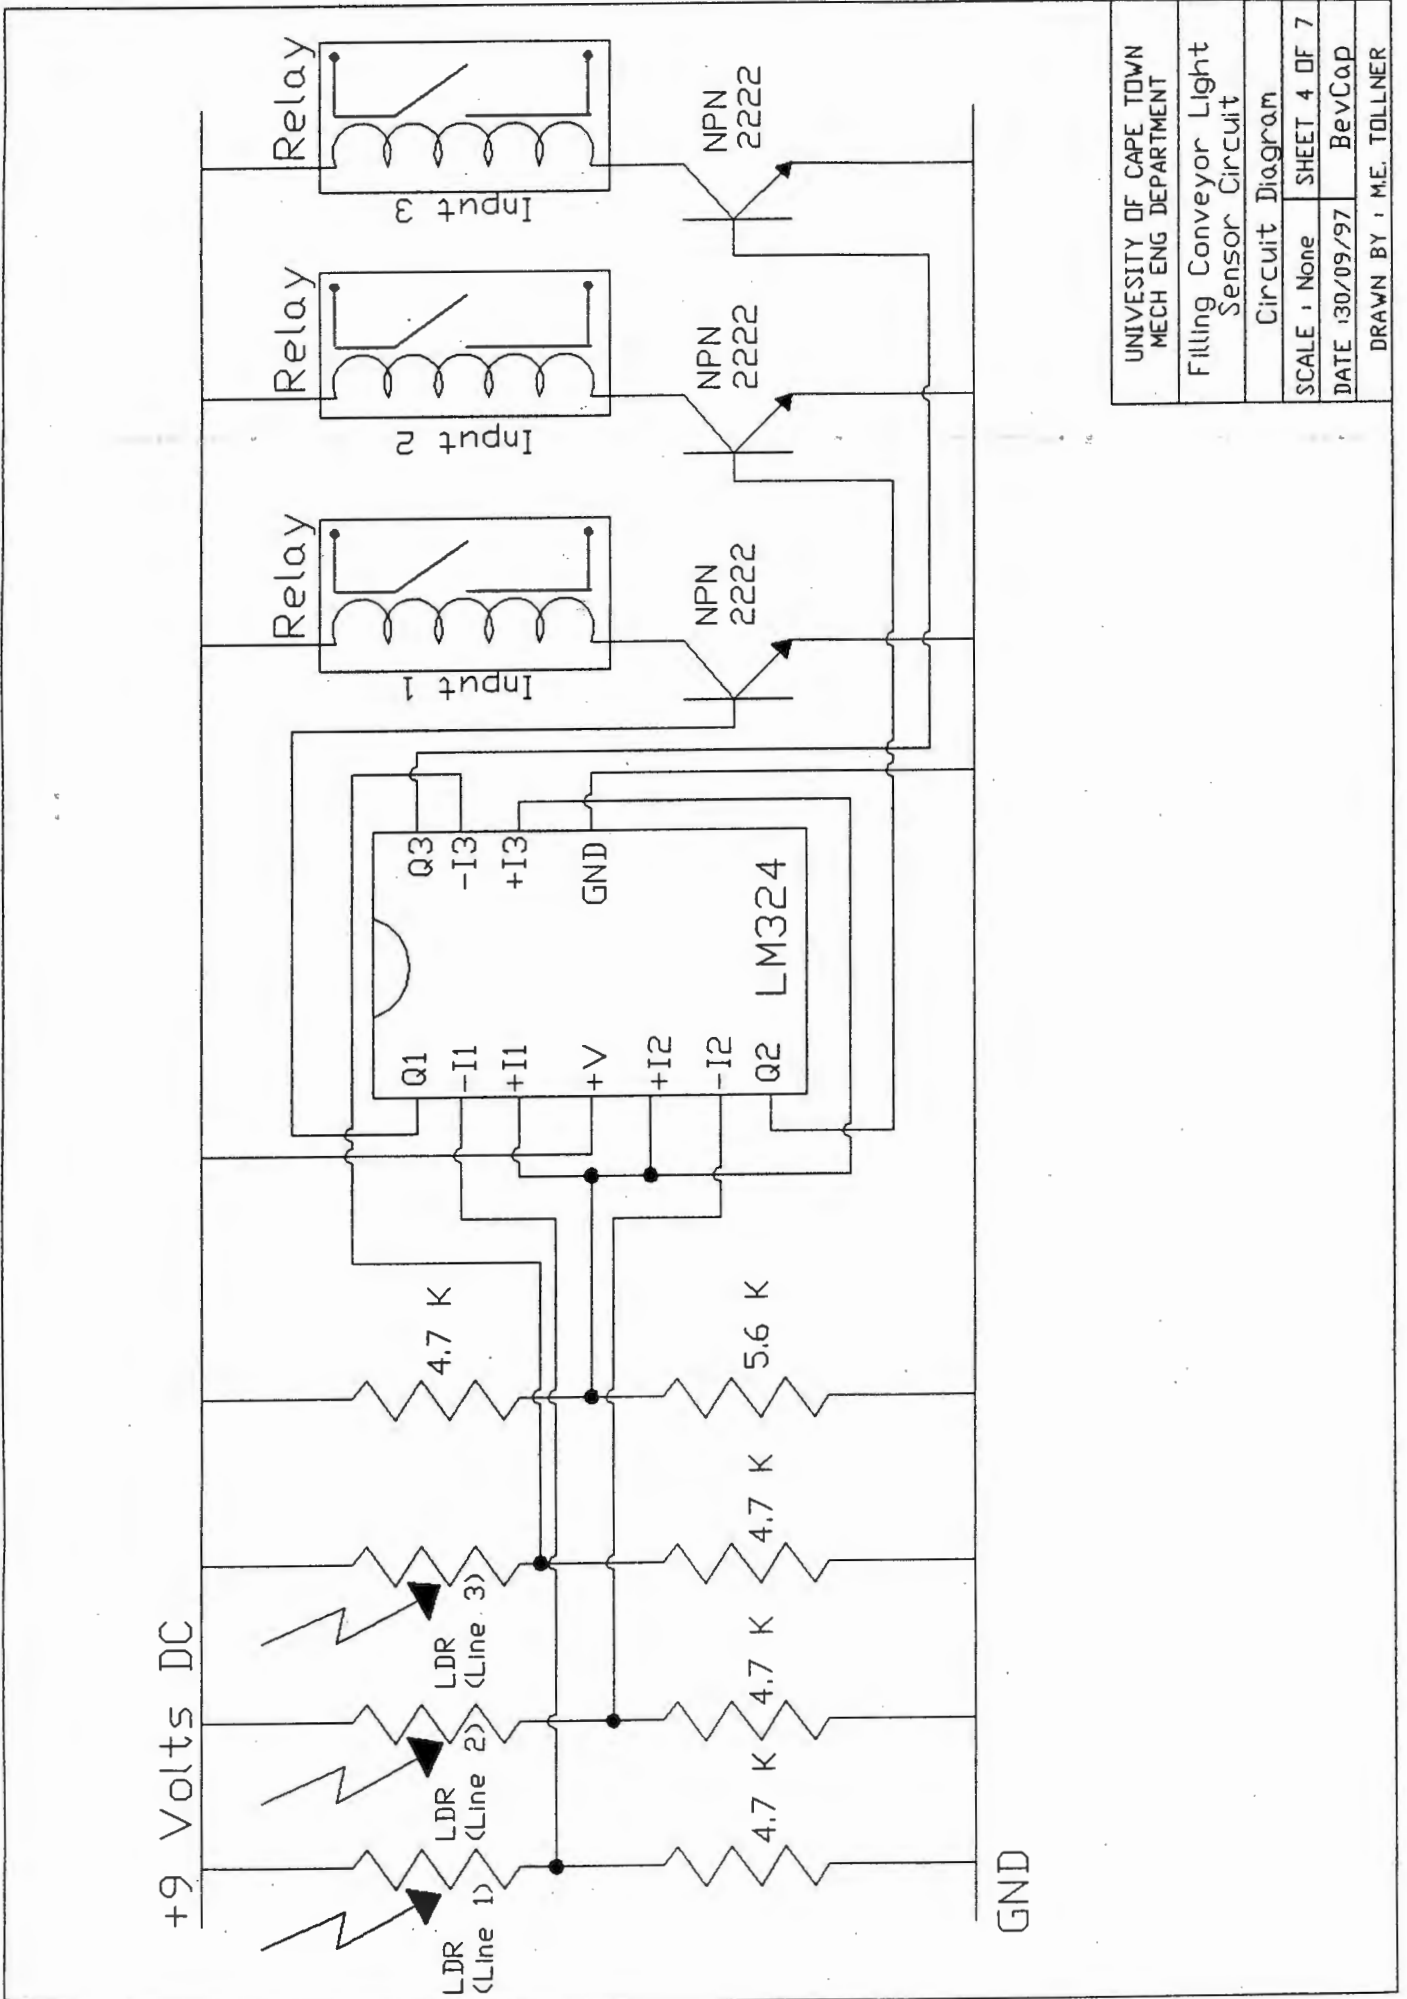 +9 Volts DC
LDR
(Line 1)
LDR
(Line 2)
LDR
(Line 3)
4.7 K
4.7 K
4.7 K
4.7 K
5.6 K
GND
Q1
-I1
+I1
+V
+I2
-I2
Q2
Q3
-I3
+I3
GND
LM324
Relay
Input 1
NPN
2222
Relay
Input 2
NPN
2222
Relay
Input 3
NPN
2222
UNIVESITY OF CAPE TOWN
MECH ENG DEPARTMENT
Filling Conveyor Light
Sensor Circuit
Circuit Diagram
SCALE : None SHEET 4 OF 7
DATE :30/09/97 BevCap
DRAWN BY : M.E. TOLLNER